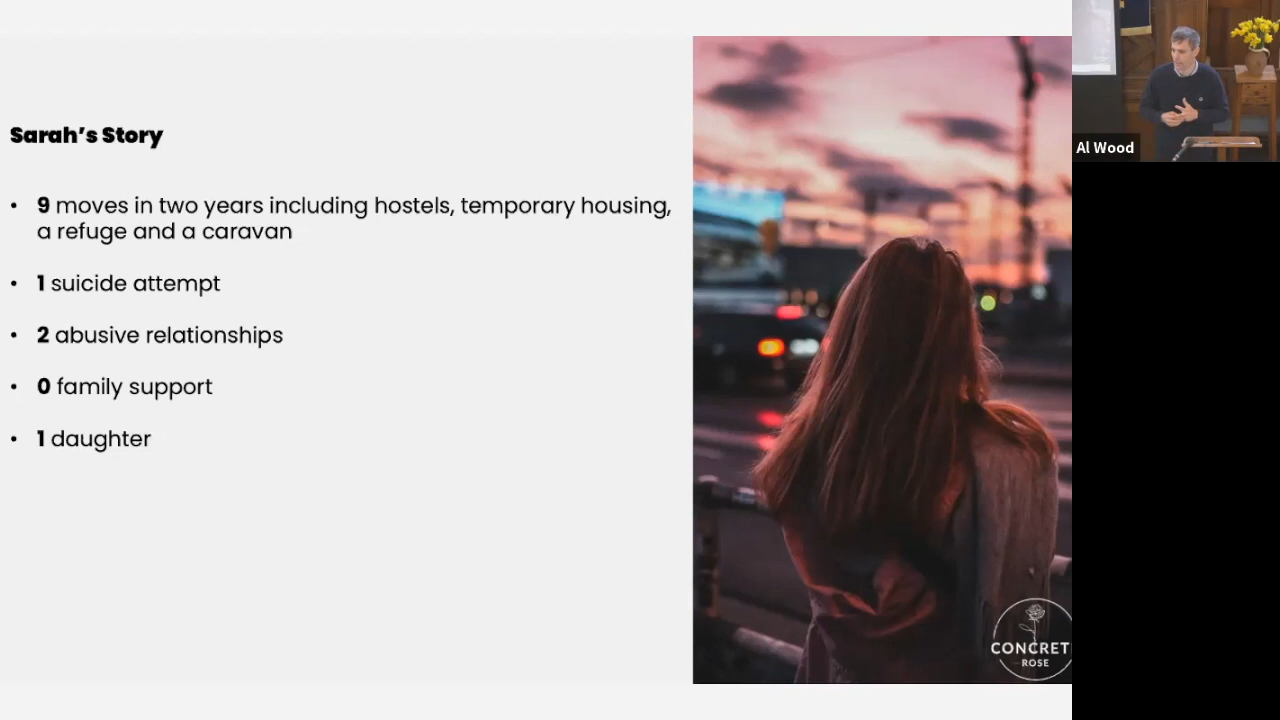 Sarah's Story
• 9 moves in two years including hostels, temporary housing,
a refuge and a caravan
• 1 suicide attempt
• 2 abusive relationships
• 0 family support
• 1 daughter
Al Wood
CONCRET
ROSE